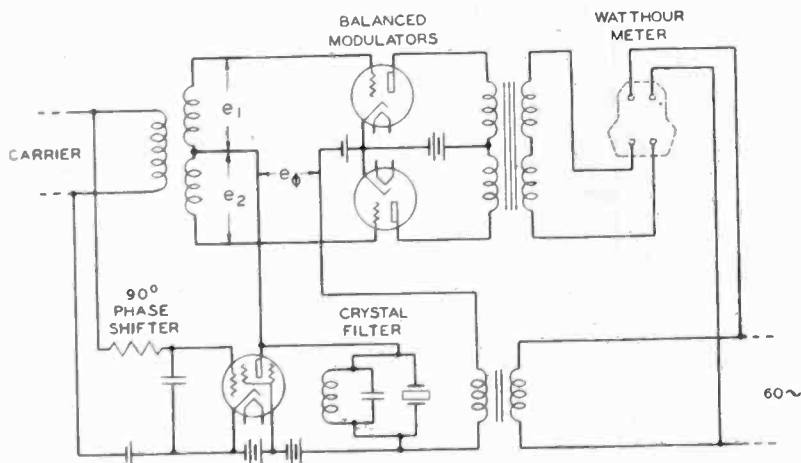 BALANCED
MODULATORS
WATTHOUR
METER
e1
CARRIER
e2
eϕ
90°
PHASE
SHIFTER
CRYSTAL
FILTER
60~